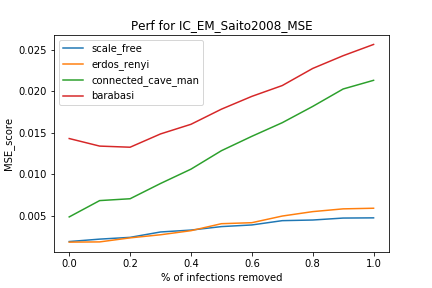 Perf for IC_EM_Saito2008_MSE
scale_free
erdos_renyi
connected_cave_man
barabasi
MSE_score
0.025
0.020
0.015
0.010
0.005
0.0
0.2
0.4
0.6
0.8
1.0
% of infections removed